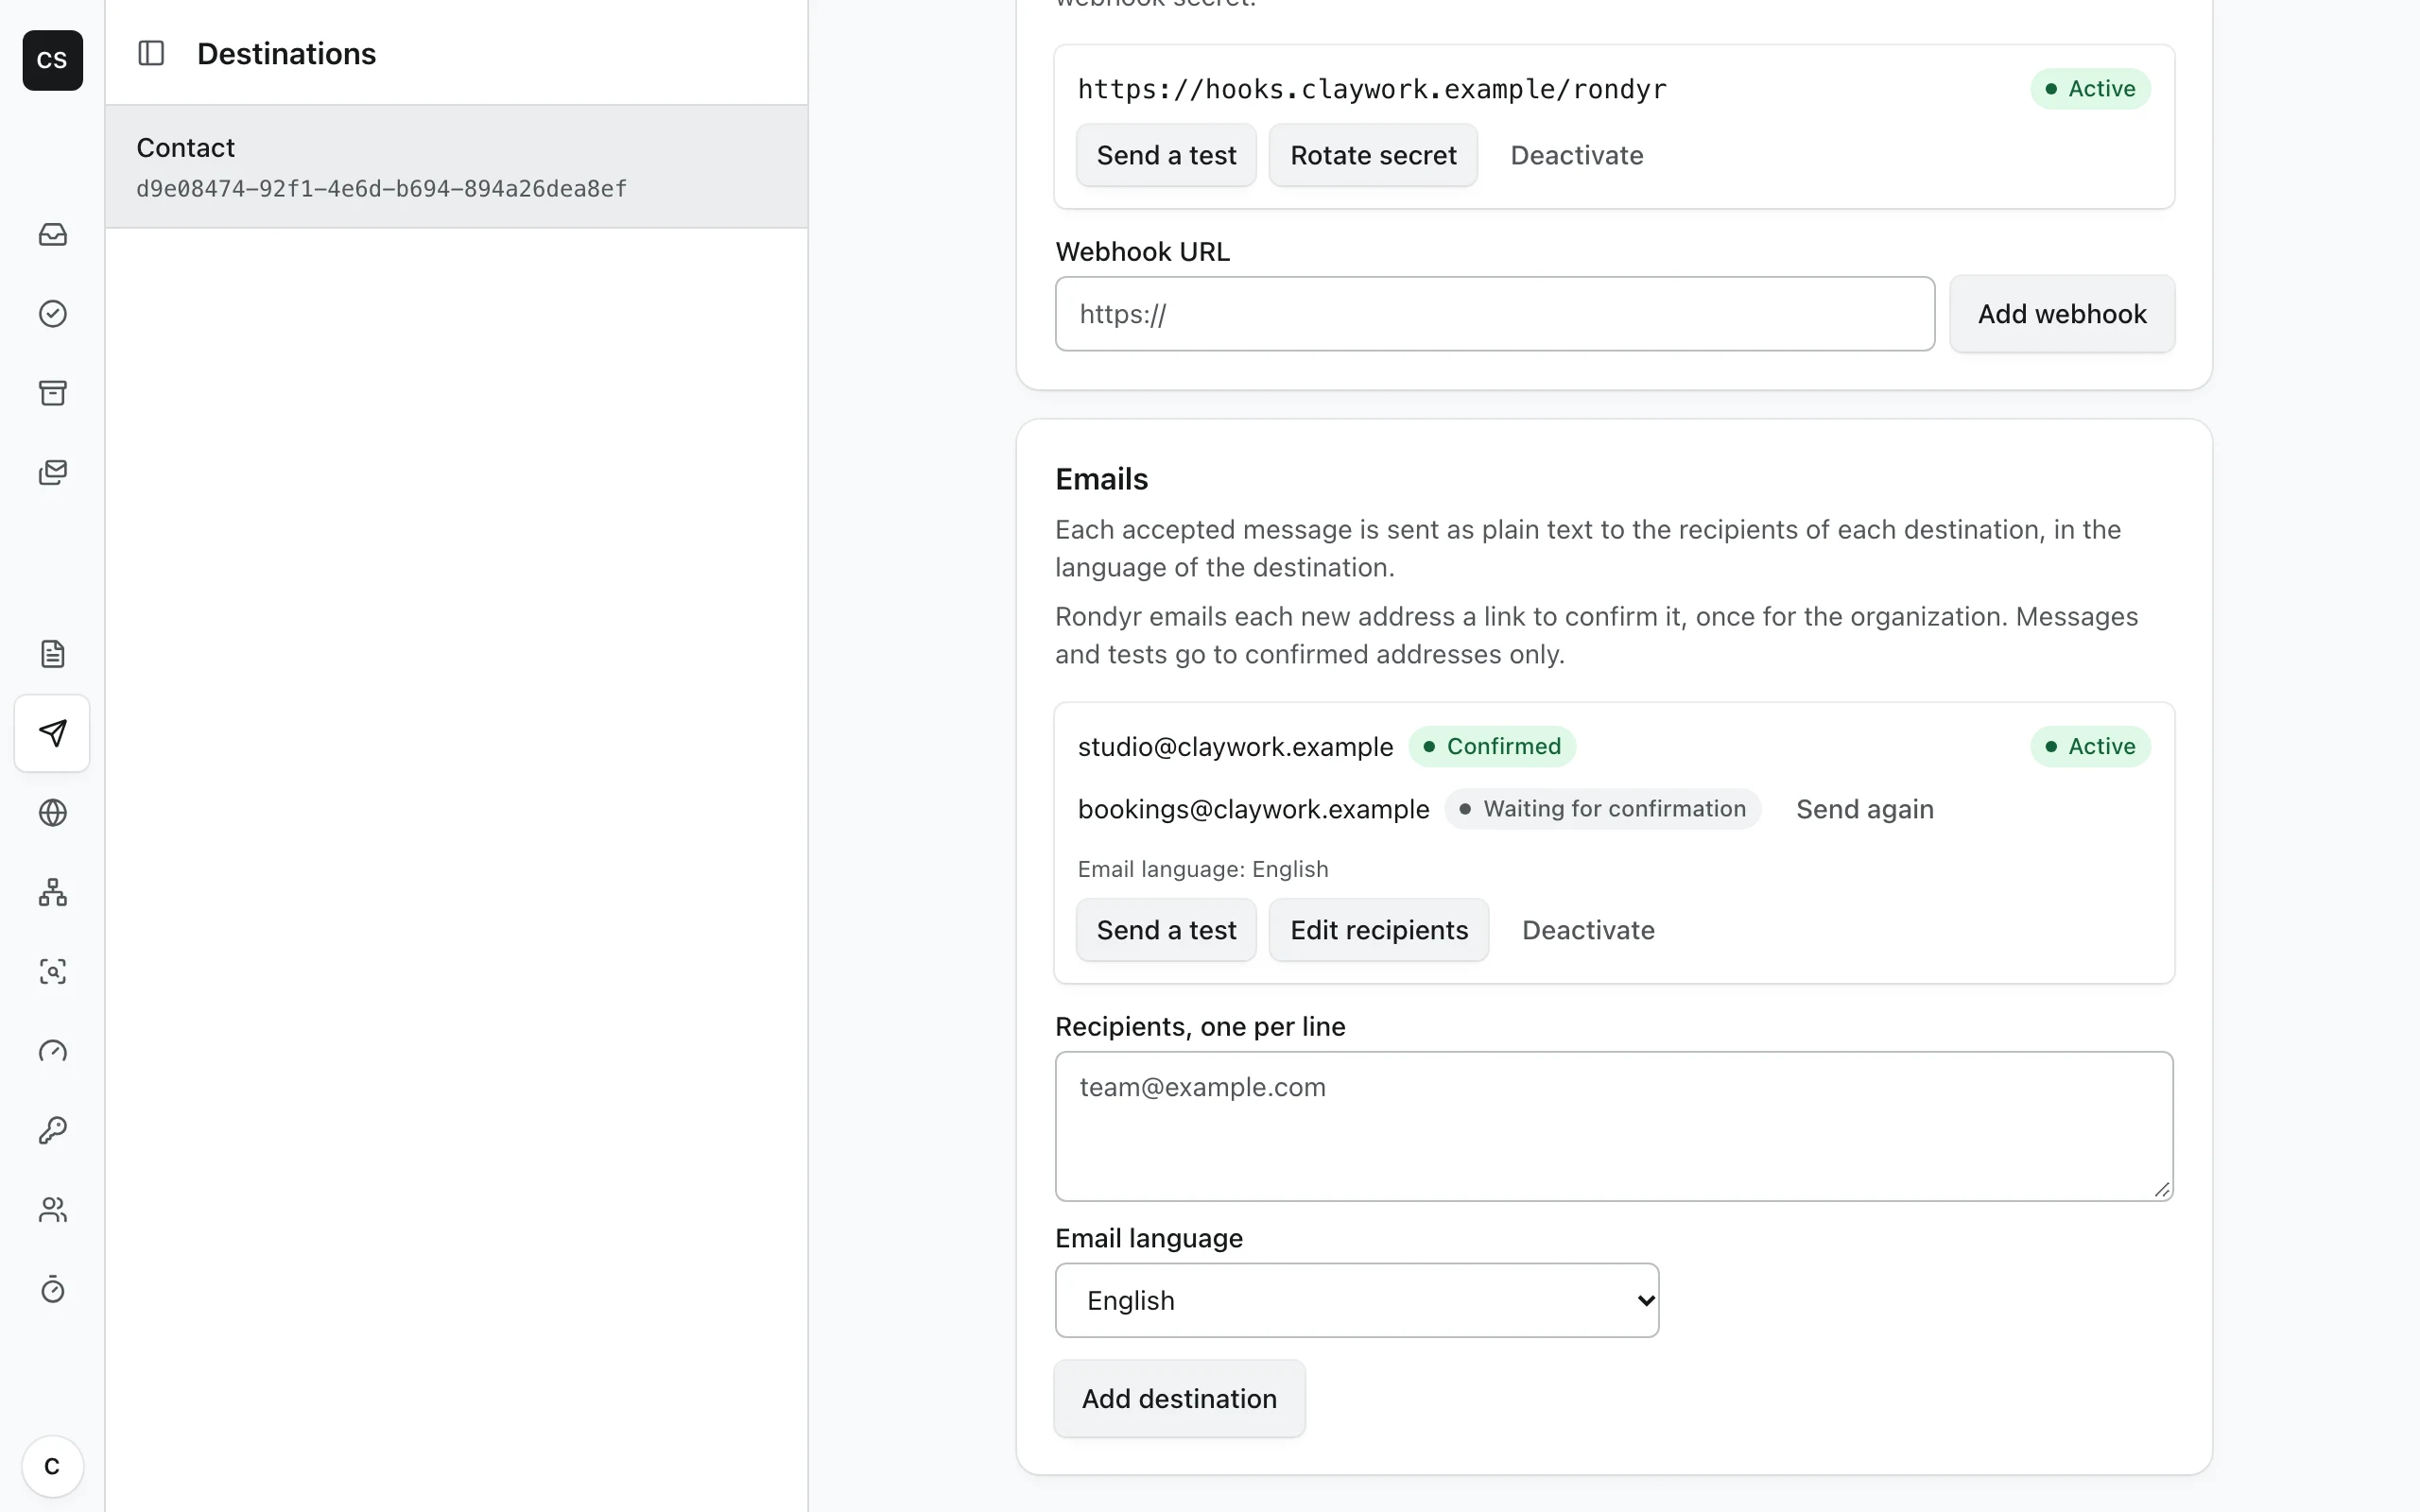 CS
Destinations
Contact
d9e08474-92f1-4e6d-b694-894a26dea8ef
C
webhook secret.
https://hooks.claywork.example/rondyr
Active
Send a test
Rotate secret
Deactivate
Webhook URL
https://
Add webhook
Emails
Each accepted message is sent as plain text to the recipients of each destination, in the
language of the destination.
Rondyr emails each new address a link to confirm it, once for the organization. Messages
and tests go to confirmed addresses only.
studio@claywork.example
Confirmed
Active
bookings@claywork.example
Waiting for confirmation
Send again
Email language: English
Send a test
Edit recipients
Deactivate
Recipients, one per line
team@example.com
Email language
English
Add destination